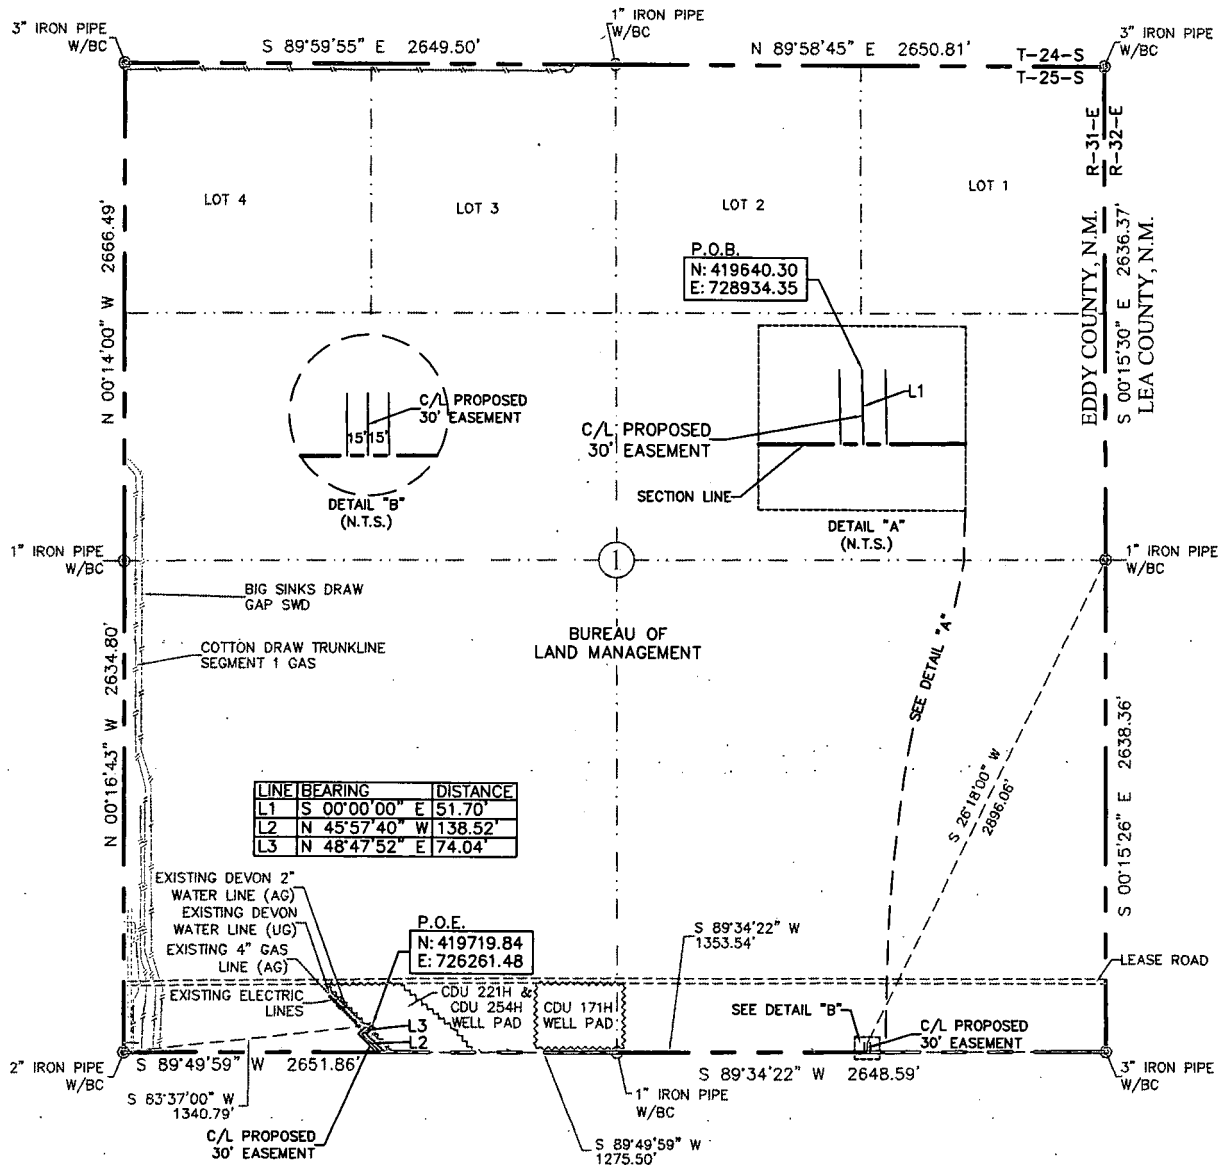 3" IRON PIPE
W/BC
S 89°59'55" E 2649.50'
1" IRON PIPE
W/BC
N 89°58'45" E 2650.81'
3" IRON PIPE
W/BC
T-24-S
T-25-S
R-31-E
R-32-E
LOT 4
LOT 3
LOT 2
LOT 1
N 00°14'00" W 2666.49'
EDDY COUNTY, N.M.
LEA COUNTY, N.M.
S 00°15'30" E 2636.37'
P.O.B.
N: 419640.30
E: 728934.35
C/L PROPOSED
30' EASEMENT
15' 15'
DETAIL "B"
(N.T.S.)
L1
C/L PROPOSED
30' EASEMENT
SECTION LINE
DETAIL "A"
(N.T.S.)
1" IRON PIPE
W/BC
1
1" IRON PIPE
W/BC
BIG SINKS DRAW
GAP SWD
COTTON DRAW TRUNKLINE
SEGMENT 1 GAS
BUREAU OF
LAND MANAGEMENT
SEE DETAIL "A"
N 00°16'43" W 2634.80'
S 26°18'00" W
2896.06'
S 00°15'26" E 2638.36'
LINE BEARING DISTANCE
L1 S 00°00'00" E 51.70'
L2 N 45°57'40" W 138.52'
L3 N 48°47'52" E 74.04'
EXISTING DEVON 2"
WATER LINE (AG)
EXISTING DEVON
WATER LINE (UG)
EXISTING 4" GAS
LINE (AG)
EXISTING ELECTRIC
LINES
P.O.E.
N: 419719.84
E: 726261.48
S 89°34'22" W
1353.54'
LEASE ROAD
CDU 221H &
CDU 254H
WELL PAD
CDU 171H
WELL PAD
SEE DETAIL "B"
C/L PROPOSED
30' EASEMENT
L3
L2
2" IRON PIPE
W/BC
S 89°49'59" W 2651.86'
S 83°37'00" W
1340.79'
C/L PROPOSED
30' EASEMENT
1" IRON PIPE
W/BC
S 89°34'22" W 2648.59'
3" IRON PIPE
W/BC
S 89°49'59" W
1275.50'